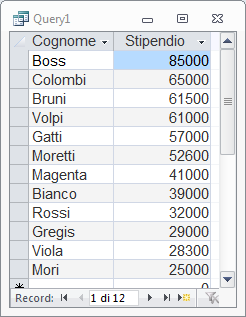 Query1
Cognome Stipendio
Boss 85000
Colombi 65000
Bruni 61500
Volpi 61000
Gatti 57000
Moretti 52600
Magenta 41000
Bianco 39000
Rossi 32000
Gregis 29000
Viola 28300
Mori 25000
* 0
Record: 1 di 12